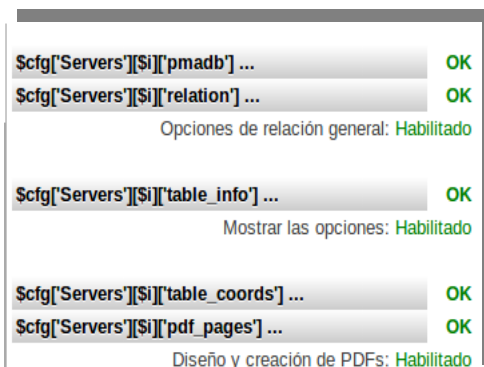 $cfg['Servers'][$i]['pmadb'] ... OK
$cfg['Servers'][$i]['relation'] ... OK
Opciones de relación general: Habilitado
$cfg['Servers'][$i]['table_info'] ... OK
Mostrar las opciones: Habilitado
$cfg['Servers'][$i]['table_coords'] ... OK
$cfg['Servers'][$i]['pdf_pages'] ... OK
Diseño y creación de PDFs: Habilitado